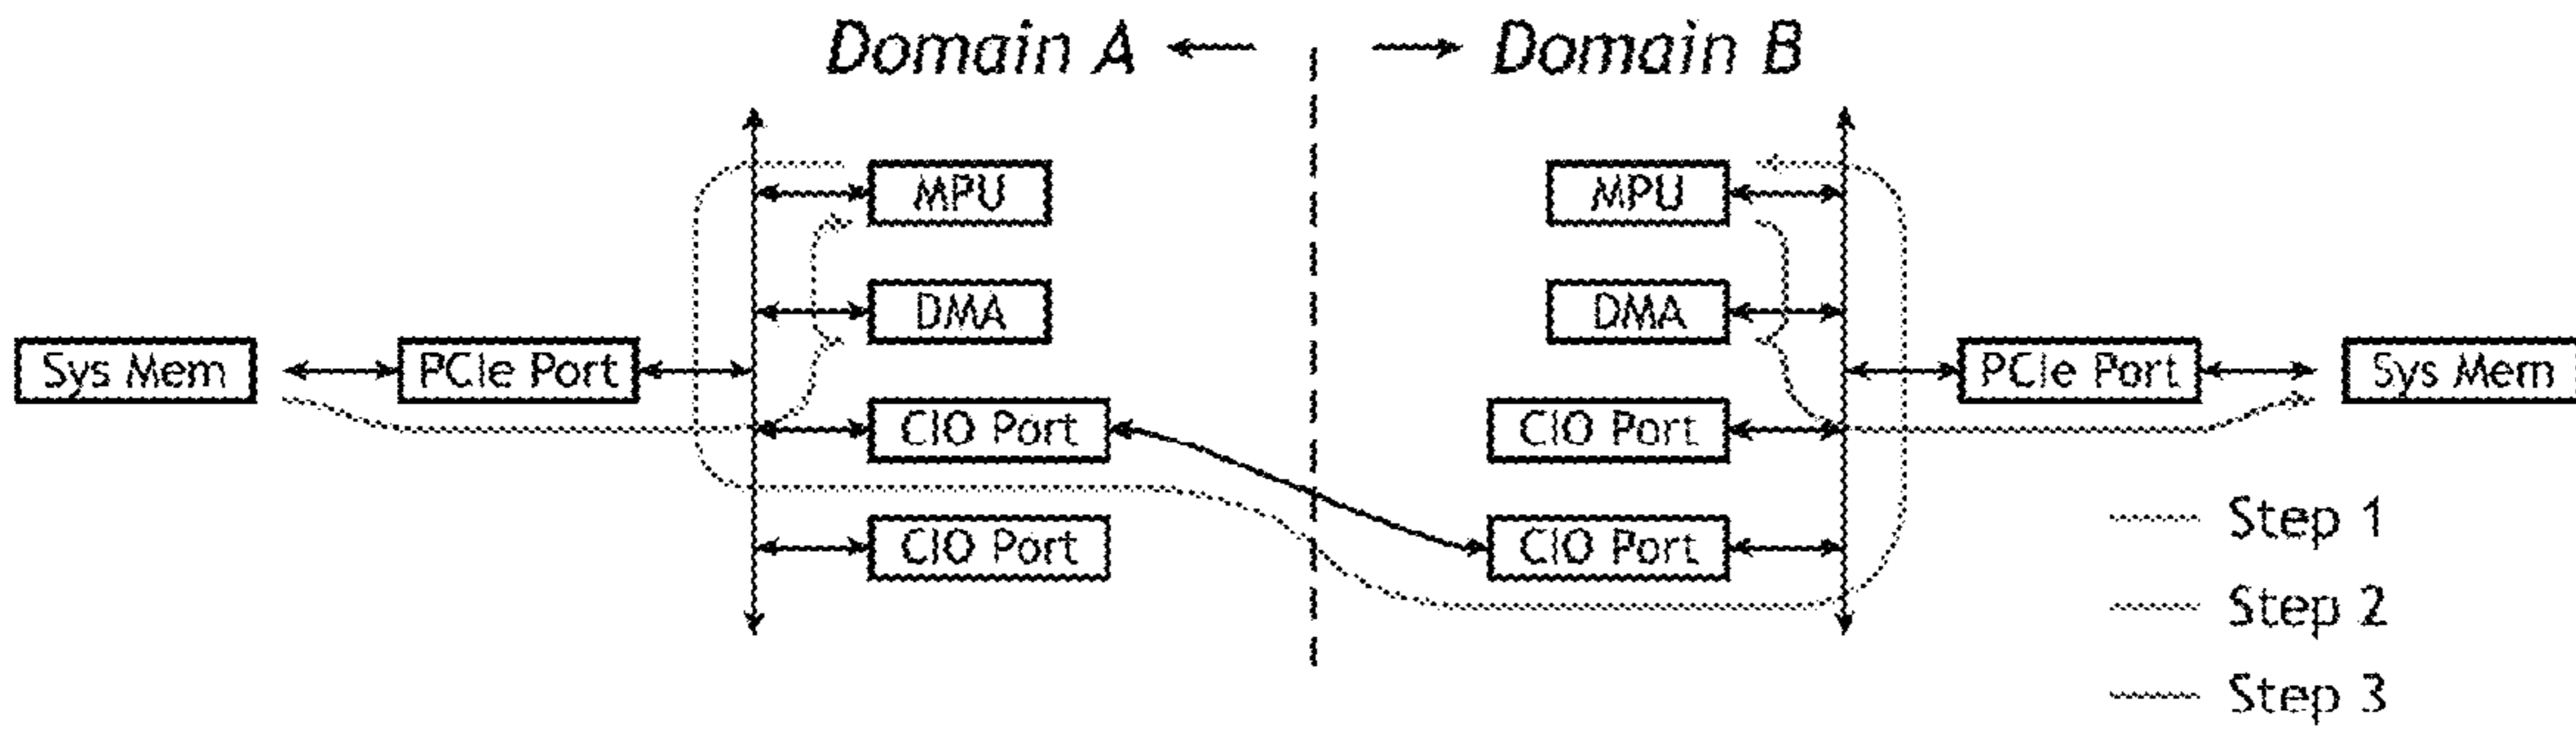 Domain A
Domain B
MPU
MPU
DMA
DMA
Sys Mem
PCIe Port
PCIe Port
Sys Mem
CIO Port
CIO Port
CIO Port
CIO Port
Step 1
Step 2
Step 3